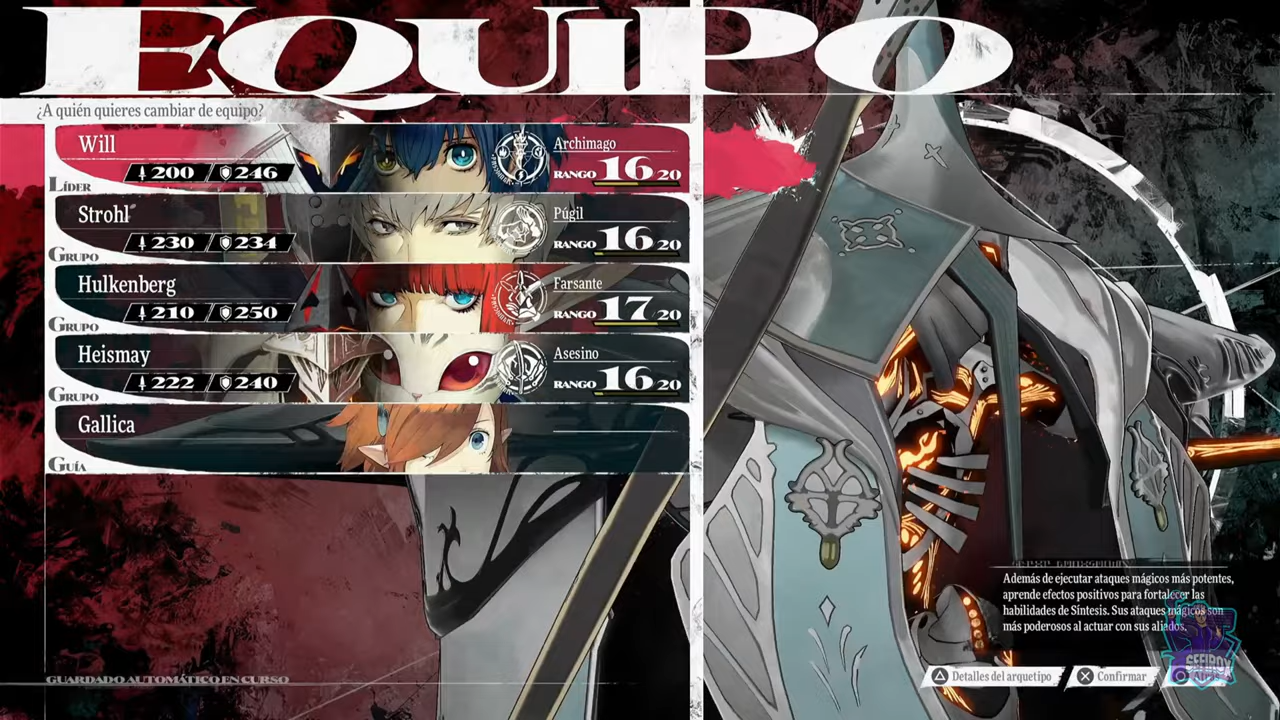 EQUIPO
¿A quién quieres cambiar de equipo?
Will
200 246
LÍDER
Archimago
RANGO 16 20
Strohl
230 234
GRUPO
Púgil
RANGO 16 20
Hulkenberg
210 250
GRUPO
Farsante
RANGO 17 20
Heismay
222 240
GRUPO
Asesino
RANGO 16 20
Gallica
GUÍA
Además de ejecutar ataques mágicos más potentes,
aprende efectos positivos para fortalecer las
habilidades de Síntesis. Sus ataques mágicos son
más poderosos al actuar con sus aliados.
GUARDADO AUTOMÁTICO EN CURSO
Detalles del arquetipo
Confirmar
Atrás